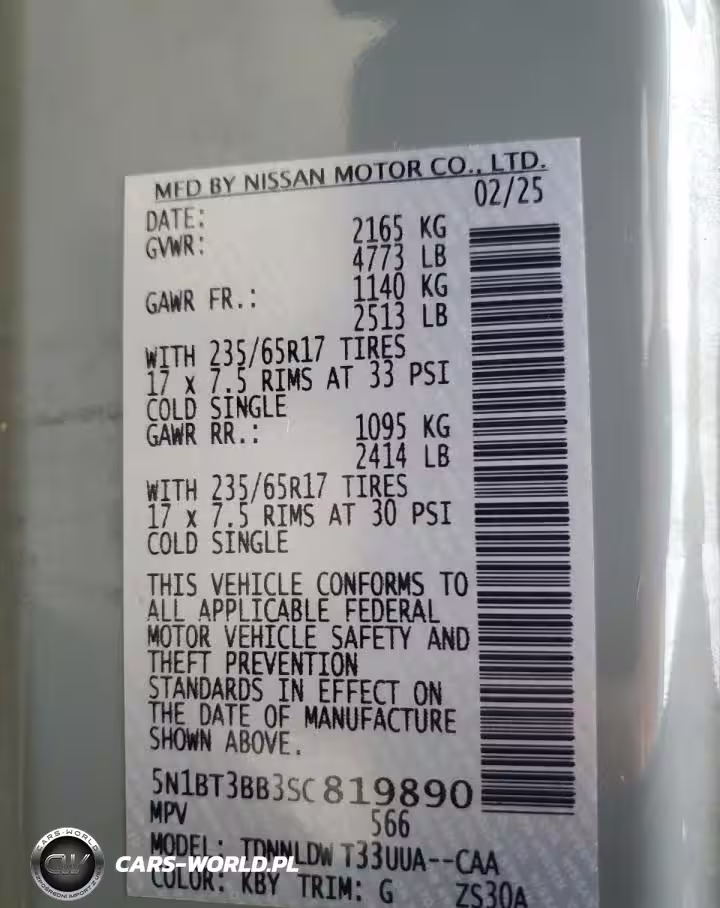 MFD BY NISSAN MOTOR CO., LTD.
DATE: 02/25
GVWR: 2165 KG
4773 LB
GAWR FR.: 1140 KG
2513 LB
WITH 235/65R17 TIRES
17 x 7.5 RIMS AT 33 PSI
COLD SINGLE
GAWR RR.: 1095 KG
2414 LB
WITH 235/65R17 TIRES
17 x 7.5 RIMS AT 30 PSI
COLD SINGLE
THIS VEHICLE CONFORMS TO
ALL APPLICABLE FEDERAL
MOTOR VEHICLE SAFETY AND
THEFT PREVENTION
STANDARDS IN EFFECT ON
THE DATE OF MANUFACTURE
SHOWN ABOVE.
5N1BT3BB3SC819890
MPV 566
MODEL: TDNNLDW T33UUA--CAA
COLOR: KBY TRIM: G ZS30A
CARS-WORLD
CW
CARS-WORLD.PL